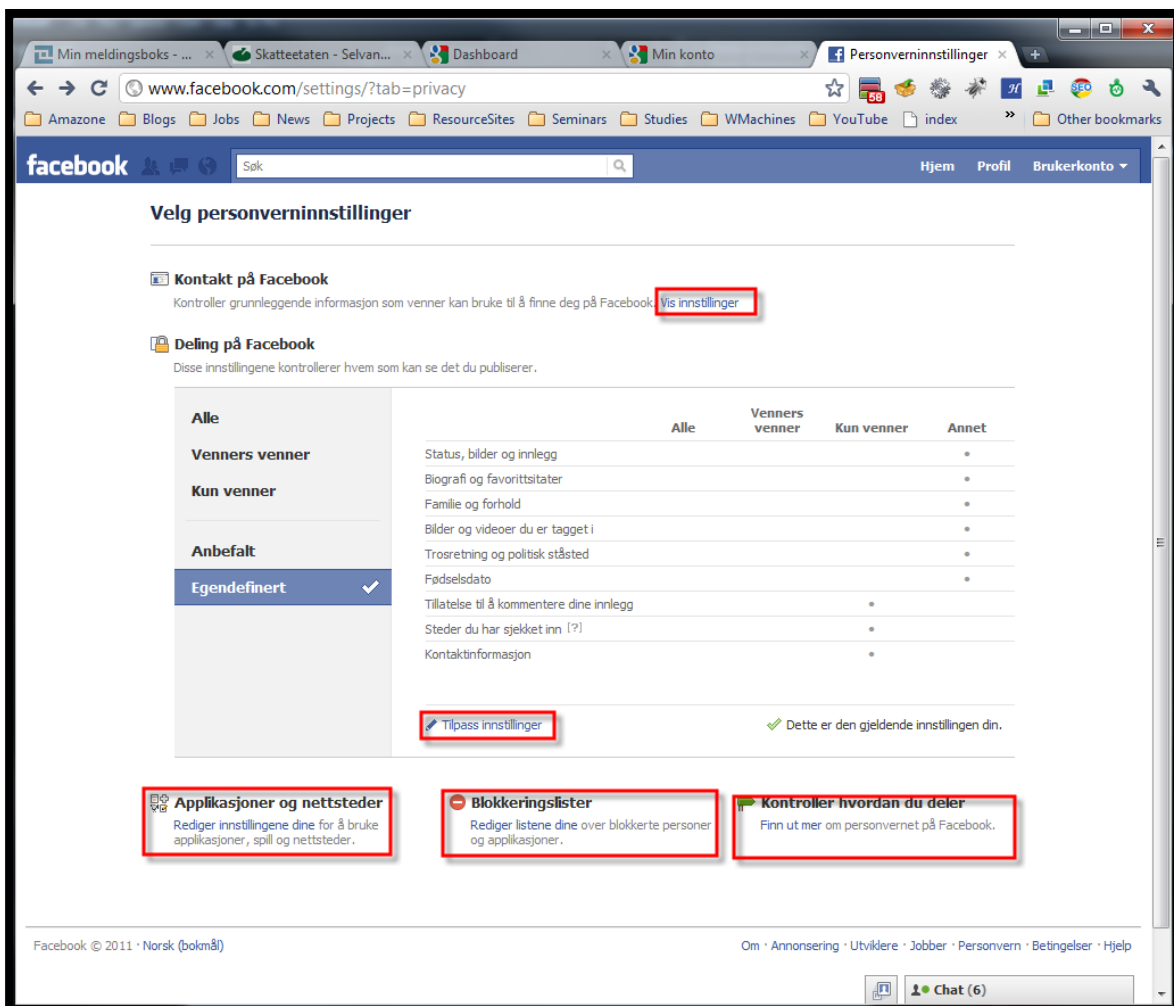 Min meldingsboks - ...
Skatteetaten - Selvan...
Dashboard
Min konto
Personverninnstillinger
www.facebook.com/settings/?tab=privacy
58
H
SEO
Amazone
Blogs
Jobs
News
Projects
ResourceSites
Seminars
Studies
WMachines
YouTube
index
»
Other bookmarks
facebook
Søk
Hjem
Profil
Brukerkonto
Velg personverninnstillinger
Kontakt på Facebook
Kontroller grunnleggende informasjon som venner kan bruke til å finne deg på Facebook. Vis innstillinger
Deling på Facebook
Disse innstillingene kontrollerer hvem som kan se det du publiserer.
Alle
Venners venner
Kun venner
Anbefalt
Egendefinert
Alle
Venners
venner
Kun venner
Annet
Status, bilder og innlegg
Biografi og favorittsitater
Familie og forhold
Bilder og videoer du er tagget i
Trosretning og politisk ståsted
Fødselsdato
Tillatelse til å kommentere dine innlegg
Steder du har sjekket inn [?]
Kontaktinformasjon
Tilpass innstillinger
Dette er den gjeldende innstillingen din.
Applikasjoner og nettsteder
Rediger innstillingene dine for å bruke
applikasjoner, spill og nettsteder.
Blokkeringslister
Rediger listene dine over blokkerte personer
og applikasjoner.
Kontroller hvordan du deler
Finn ut mer om personvernet på Facebook.
Facebook © 2011 · Norsk (bokmål)
Om · Annonsering · Utviklere · Jobber · Personvern · Betingelser · Hjelp
Chat (6)